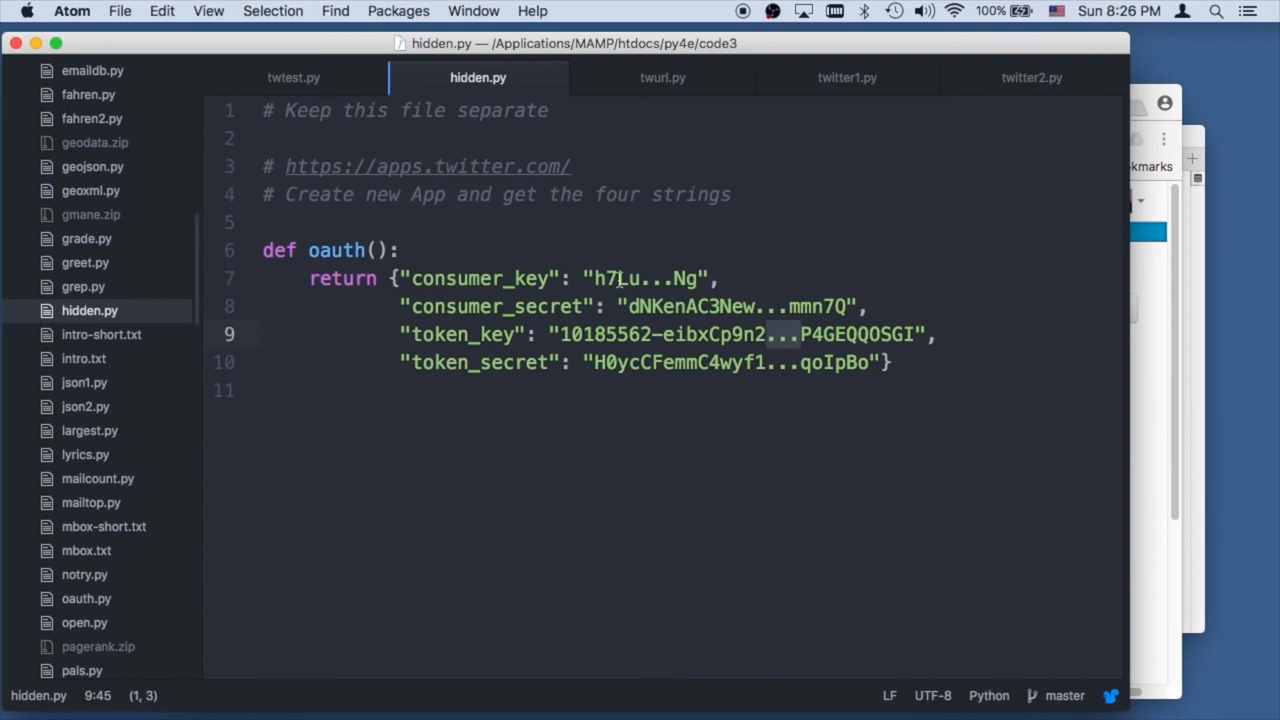 Atom File Edit View Selection Find Packages Window Help 100% Sun 8:26 PM
hidden.py — /Applications/MAMP/htdocs/py4e/code3
twtest.py hidden.py twurl.py twitter1.py twitter2.py
emaildb.py
fahren.py
fahren2.py
geodata.zip
geojson.py
geoxml.py
gmane.zip
grade.py
greet.py
grep.py
hidden.py
intro-short.txt
intro.txt
json1.py
json2.py
largest.py
lyrics.py
mailcount.py
mailtop.py
mbox-short.txt
mbox.txt
notry.py
oauth.py
open.py
pagerank.zip
pals.py
1 # Keep this file separate
2
3 # https://apps.twitter.com/
4 # Create new App and get the four strings
5
6 def oauth():
7 return {"consumer_key": "h7Lu...Ng",
8 "consumer_secret": "dNKenAC3New...mmn7Q",
9 "token_key": "10185562-eibxCp9n2...P4GEQQOSGI",
10 "token_secret": "H0ycCFemmC4wyf1...qoIpBo"}
11
okmarks
hidden.py 9:45 (1, 3) LF UTF-8 Python master